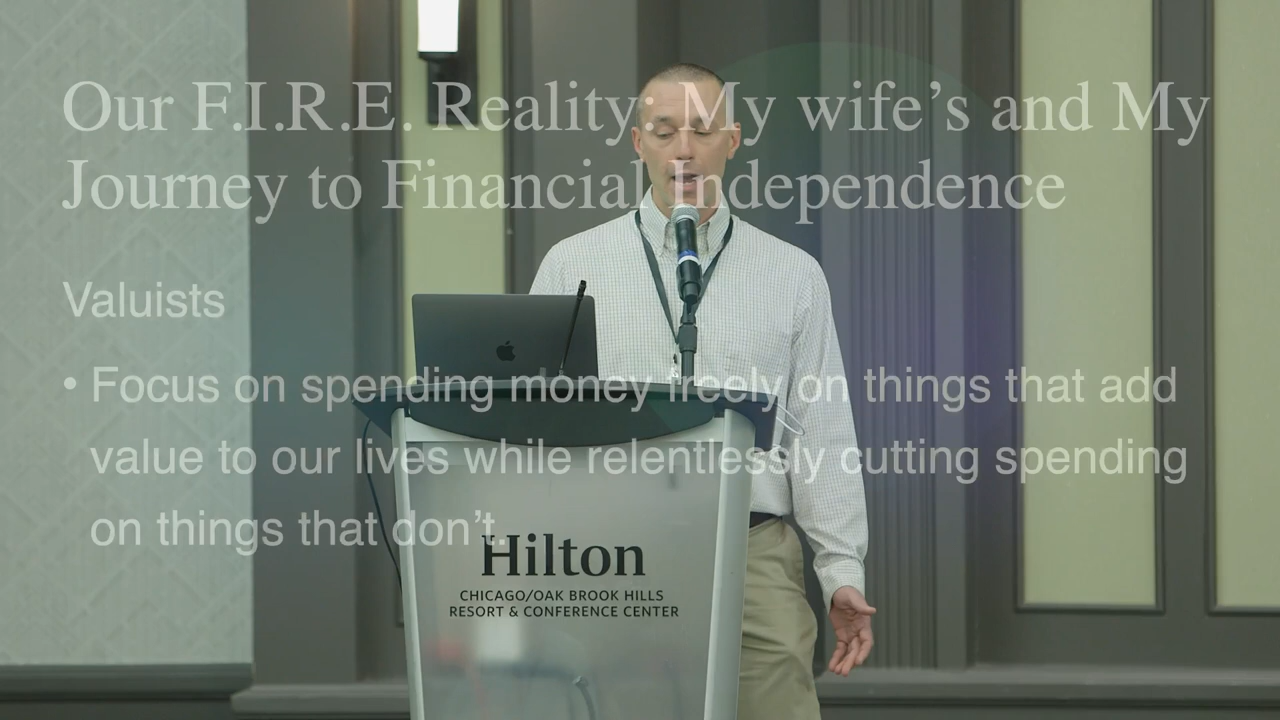 Our F.I.R.E. Reality: My wife’s and My
Journey to Financial Independence
Valuists
• Focus on spending money freely on things that add
value to our lives while relentlessly cutting spending
on things that don’t.
Hilton
CHICAGO/OAK BROOK HILLS
RESORT & CONFERENCE CENTER